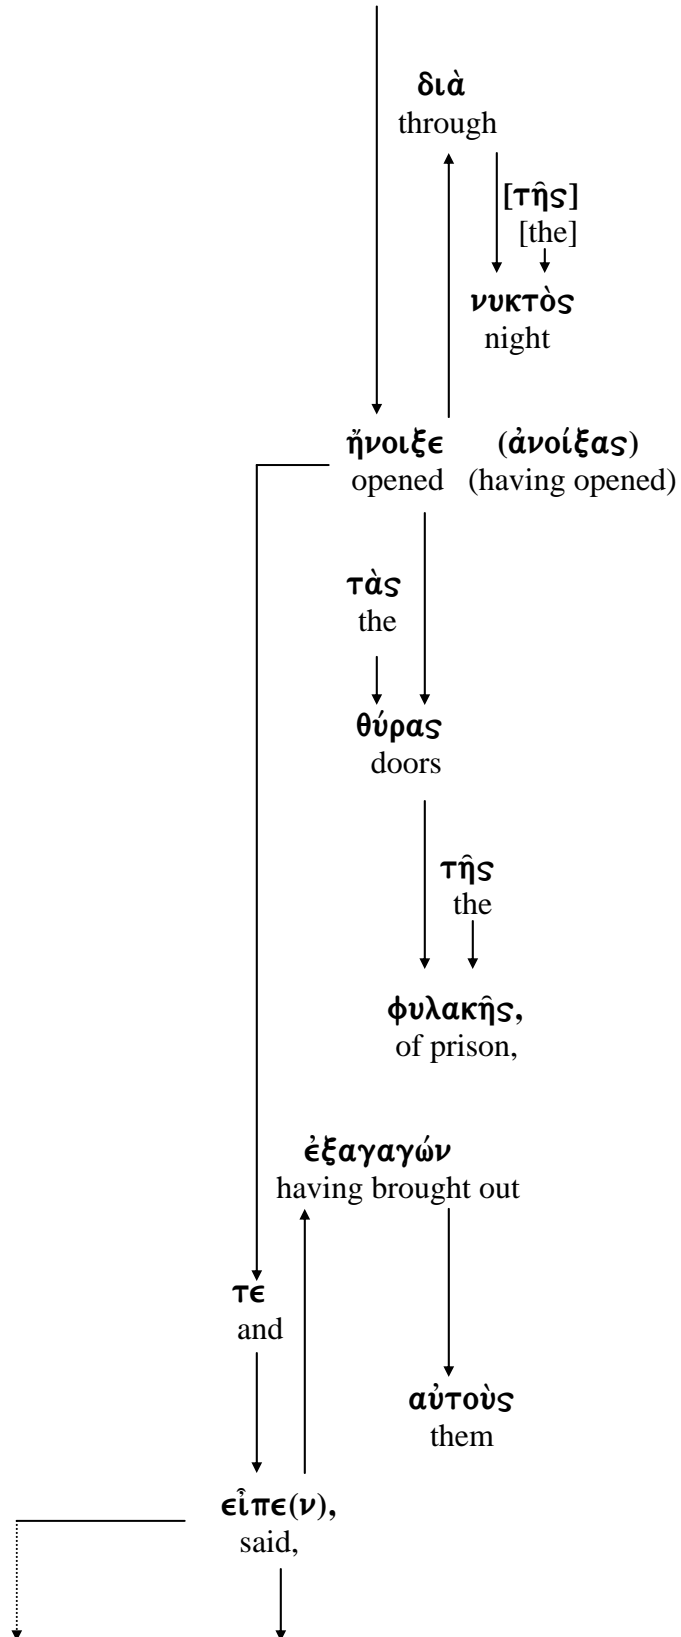 διὰ
through
[τῆς]
[the]
νυκτὸς
night
ἤνοιξε (ἀνοίξας)
opened (having opened)
τὰς
the
θύρας
doors
τῆς
the
φυλακῆς,
of prison,
ἐξαγαγών
having brought out
τε
and
αὐτοὺς
them
εἶπε(ν),
said,